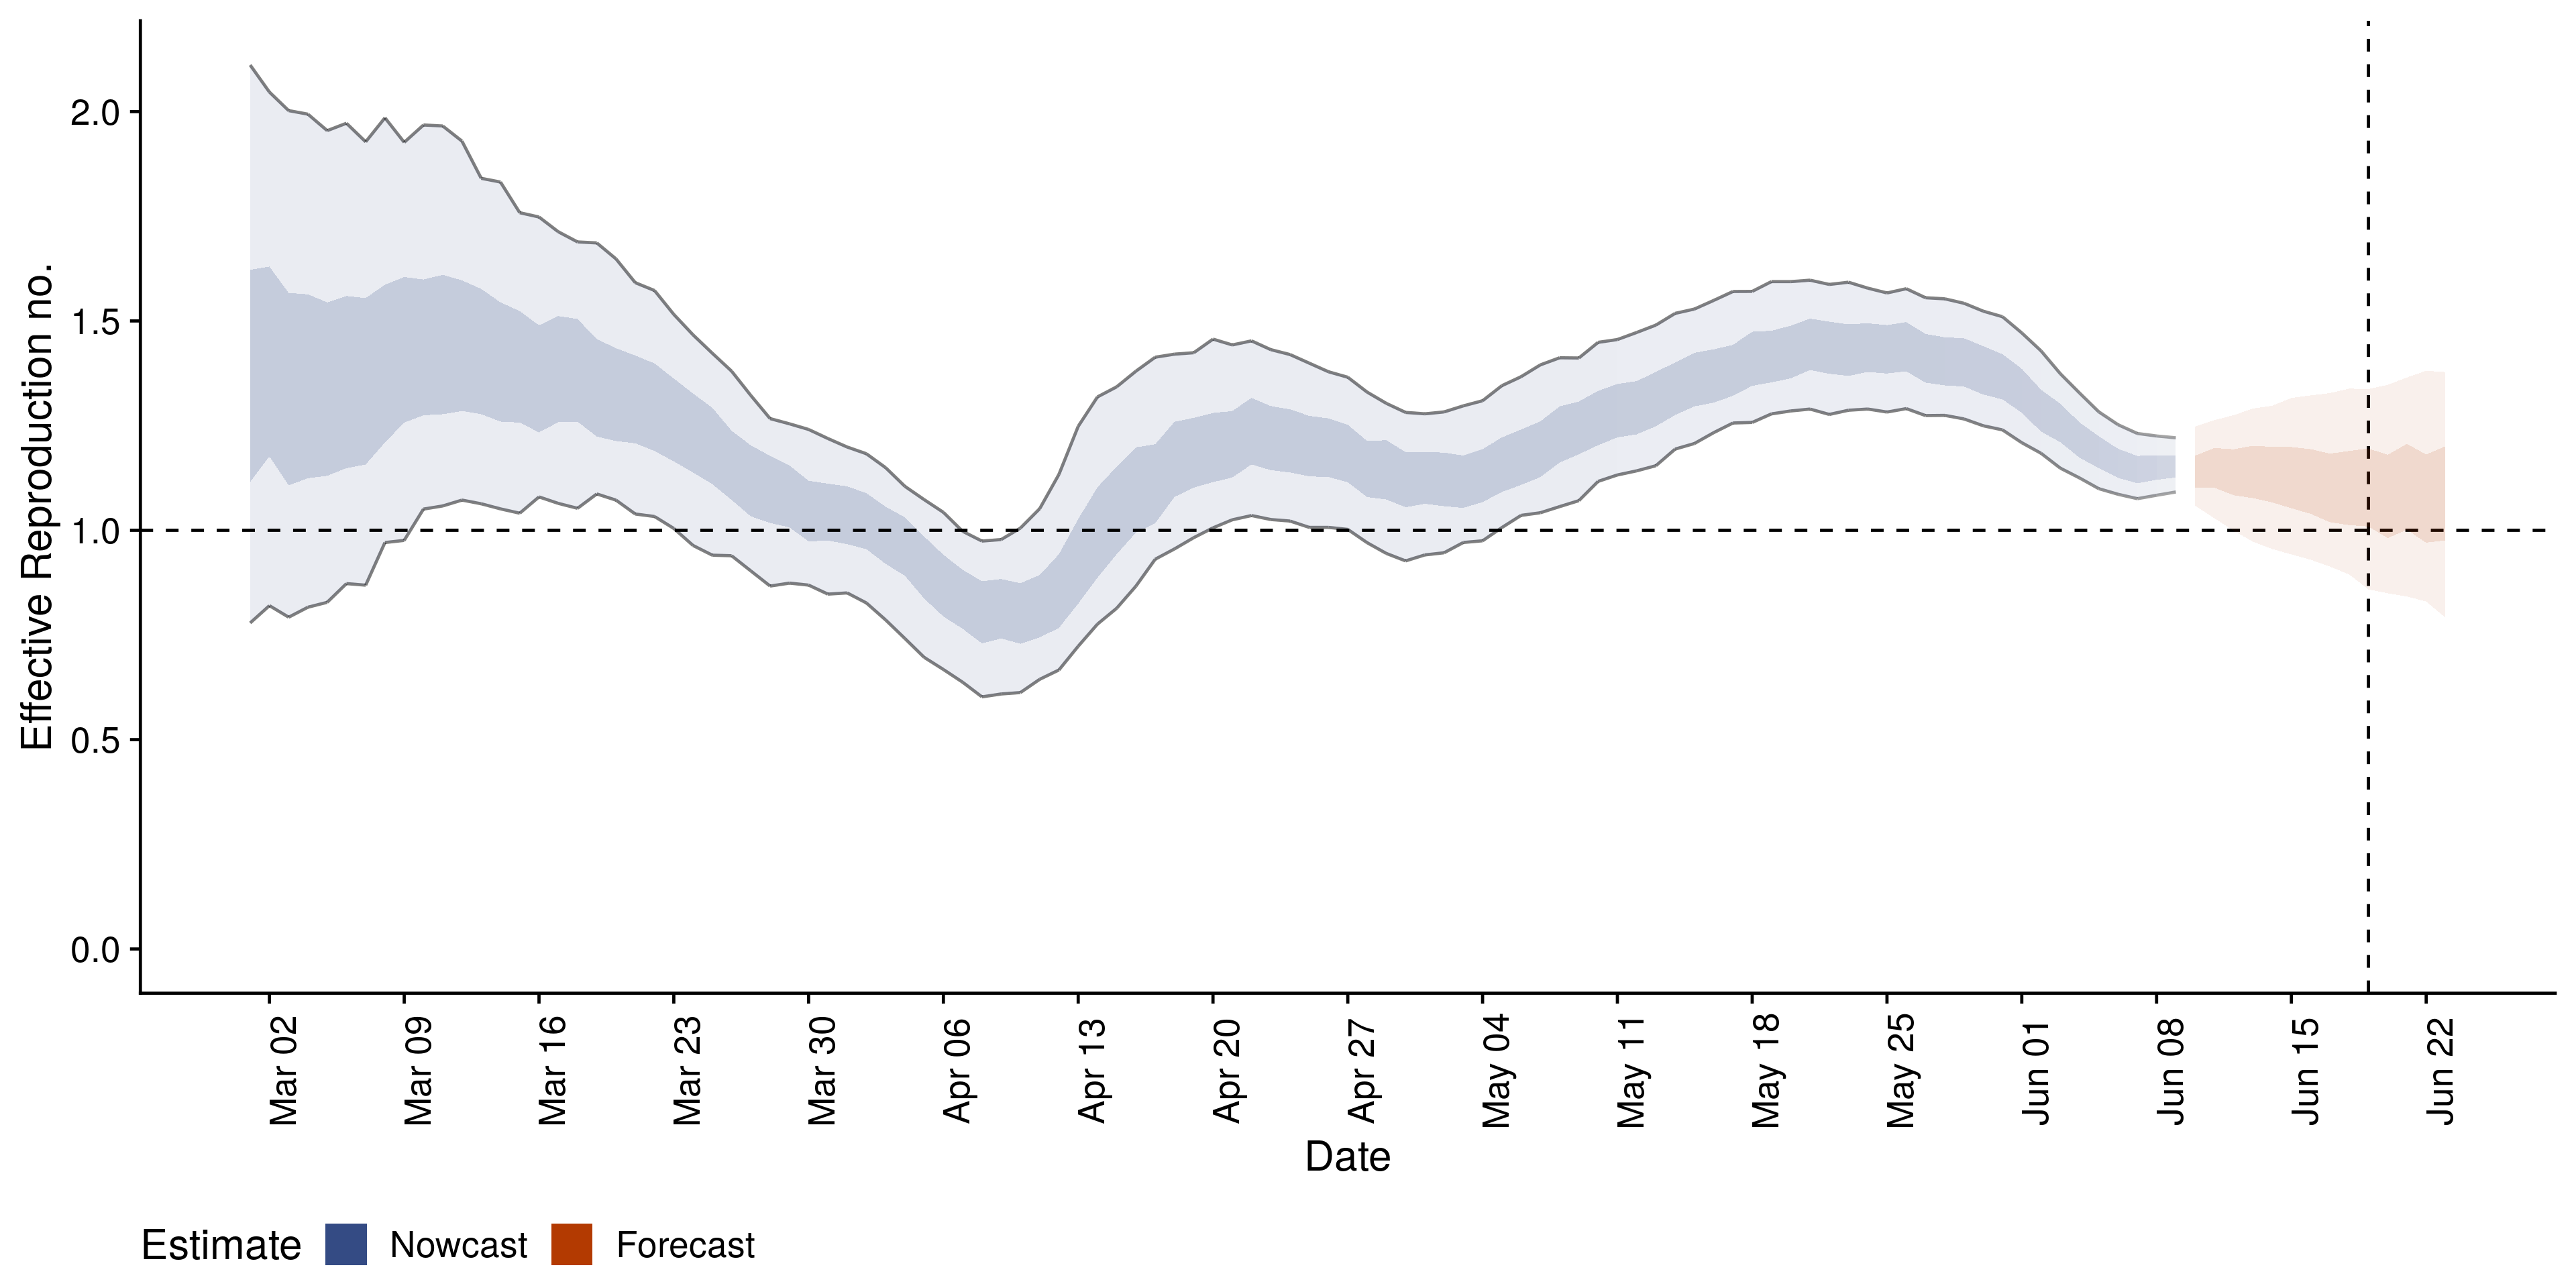 Effective Reproduction no.
2.0
1.5
1.0
0.5
0.0
Mar 02
Mar 09
Mar 16
Mar 23
Mar 30
Apr 06
Apr 13
Apr 20
Apr 27
May 04
May 11
May 18
May 25
Jun 01
Jun 08
Jun 15
Jun 22
Date
Estimate Nowcast Forecast